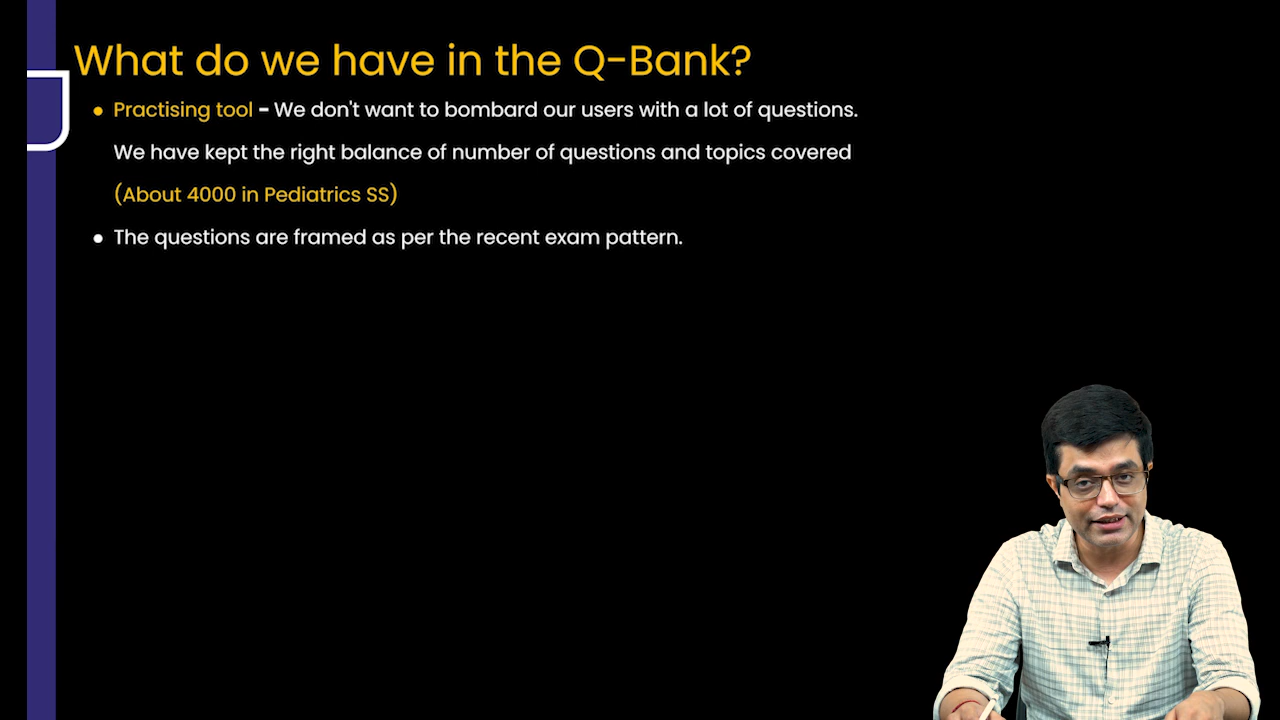 What do we have in the Q-Bank?
• Practising tool - We don't want to bombard our users with a lot of questions.
We have kept the right balance of number of questions and topics covered
(About 4000 in Pediatrics SS)
• The questions are framed as per the recent exam pattern.